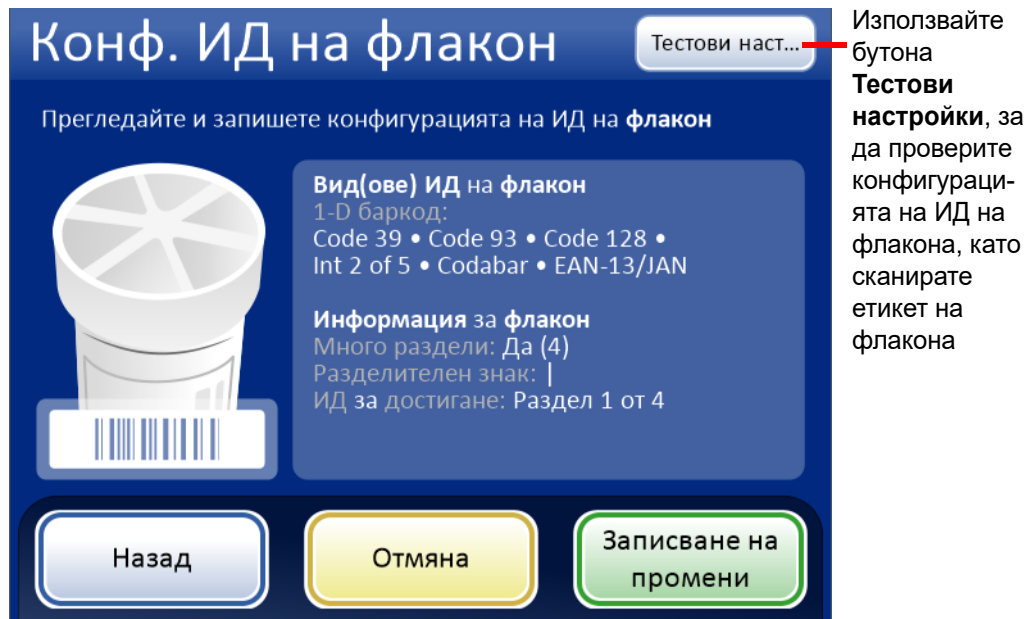 Конф. ИД на флакон
Тестови наст...
Прегледайте и запишете конфигурацията на ИД на флакон
Вид(ове) ИД на флакон
1-D баркод:
Code 39 • Code 93 • Code 128 •
Int 2 of 5 • Codabar • EAN-13/JAN
Информация за флакон
Много раздели: Да (4)
Разделителен знак: |
ИД за достигане: Раздел 1 от 4
Назад
Отмяна
Записване на
промени
Използвайте
бутона
Тестови
настройки, за
да проверите
конфигураци-
ята на ИД на
флакона, като
сканирате
етикет на
флакона